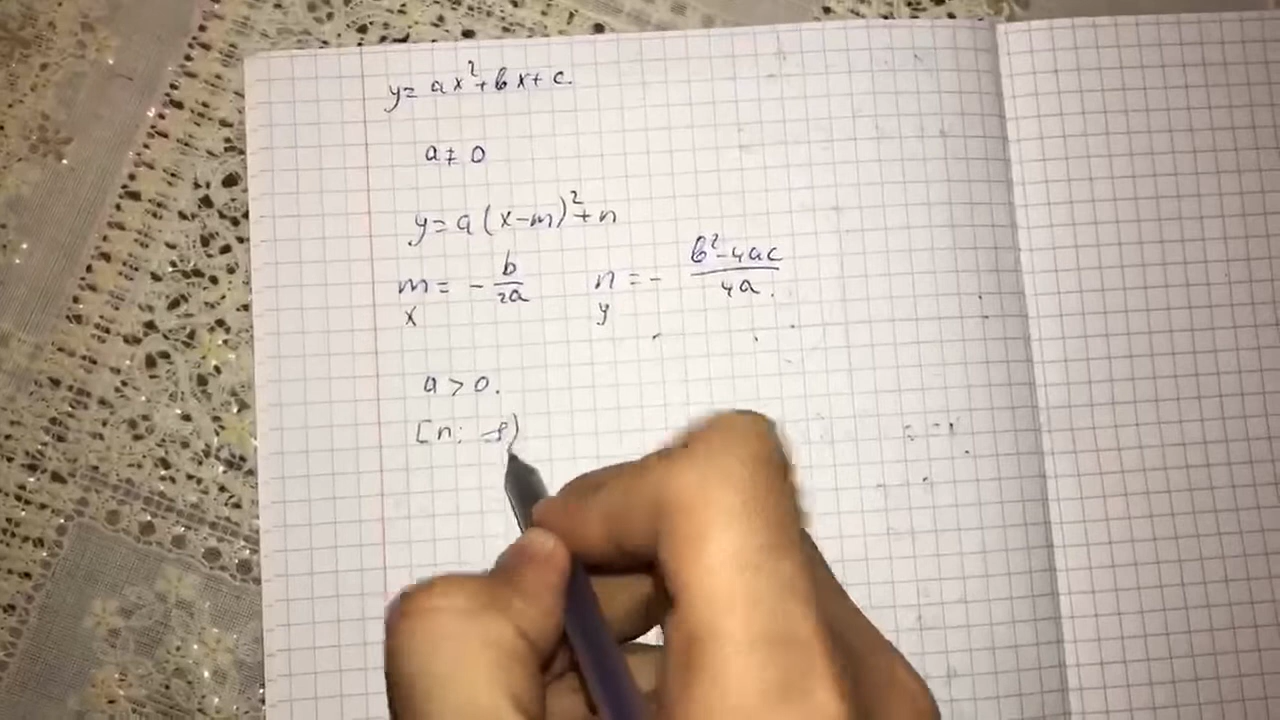 y = ax² + bx + c.
a ≠ 0
y = a(x-m)² + n
m = - b/2a n = - b²-4ac/4a.
x y
a > 0.
[n; )